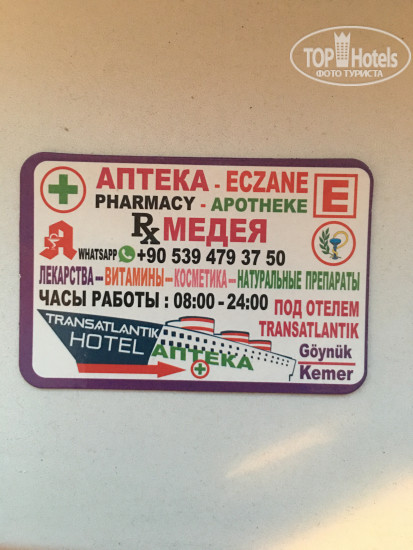 TOP Hotels
ФОТО ТУРИСТА
АПТЕКА - ECZANE
PHARMACY - APOTHEKE
E
Rx МЕДЕЯ
WHATSAPP +90 539 479 37 50
ЛЕКАРСТВА–ВИТАМИНЫ–КОСМЕТИКА–НАТУРАЛЬНЫЕ ПРЕПАРАТЫ
ЧАСЫ РАБОТЫ : 08:00 - 24:00
ПОД ОТЕЛЕМ
TRANSATLANTIK
TRANSATLANTIK
HOTEL
АПТЕКА
Göynük
Kemer